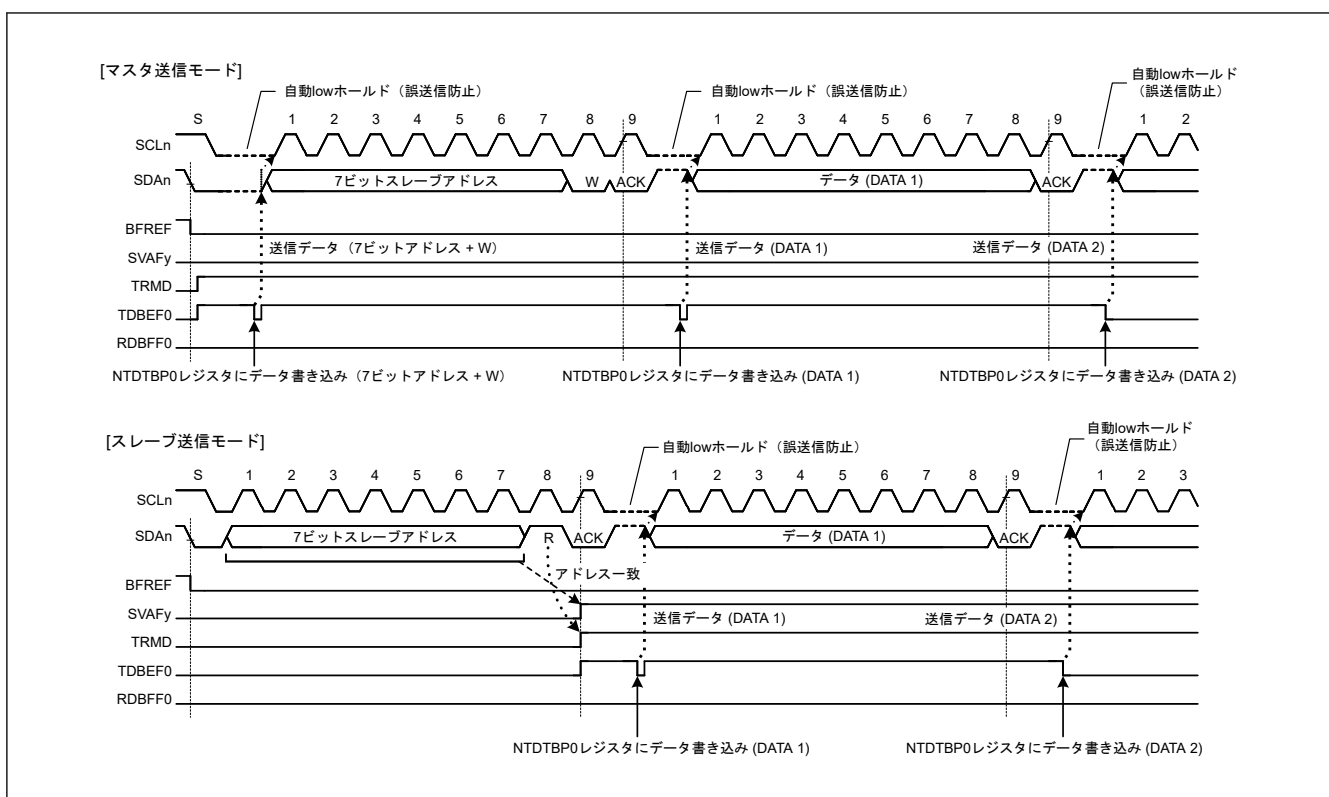 [マスタ送信モード]
自動lowホールド（誤送信防止）
自動lowホールド（誤送信防止）
自動lowホールド
（誤送信防止）
S 1 2 3 4 5 6 7 8 9 1 2 3 4 5 6 7 8 9 1 2
SCLn
SDAn 7ビットスレーブアドレス W ACK データ (DATA 1) ACK
BFREF
送信データ（7ビットアドレス + W） 送信データ (DATA 1) 送信データ (DATA 2)
SVAFy
TRMD
TDBEF0
RDBFF0
NTDTBP0レジスタにデータ書き込み（7ビットアドレス + W） NTDTBP0レジスタにデータ書き込み (DATA 1) NTDTBP0レジスタにデータ書き込み (DATA 2)
[スレーブ送信モード]
自動lowホールド（誤送信防止）
自動lowホールド
（誤送信防止）
S 1 2 3 4 5 6 7 8 9 1 2 3 4 5 6 7 8 9 1 2 3
SCLn
SDAn 7ビットスレーブアドレス R ACK データ (DATA 1) ACK
アドレス一致
BFREF
SVAFy 送信データ (DATA 1) 送信データ (DATA 2)
TRMD
TDBEF0
RDBFF0
NTDTBP0レジスタにデータ書き込み (DATA 1) NTDTBP0レジスタにデータ書き込み (DATA 2)